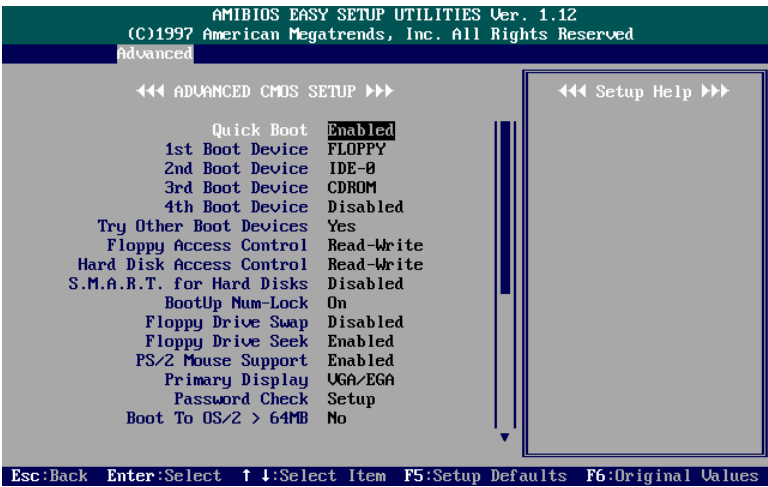 AMIBIOS EASY SETUP UTILITIES Ver. 1.12
(C)1997 American Megatrends, Inc. All Rights Reserved
Advanced
ADVANCED CMOS SETUP
Setup Help
Quick Boot Enabled
1st Boot Device FLOPPY
2nd Boot Device IDE-0
3rd Boot Device CDROM
4th Boot Device Disabled
Try Other Boot Devices Yes
Floppy Access Control Read-Write
Hard Disk Access Control Read-Write
S.M.A.R.T. for Hard Disks Disabled
BootUp Num-Lock On
Floppy Drive Swap Disabled
Floppy Drive Seek Enabled
PS/2 Mouse Support Enabled
Primary Display VGA/EGA
Password Check Setup
Boot To OS/2 > 64MB No
Esc:Back Enter:Select ↑ ↓:Select Item F5:Setup Defaults F6:Original Values